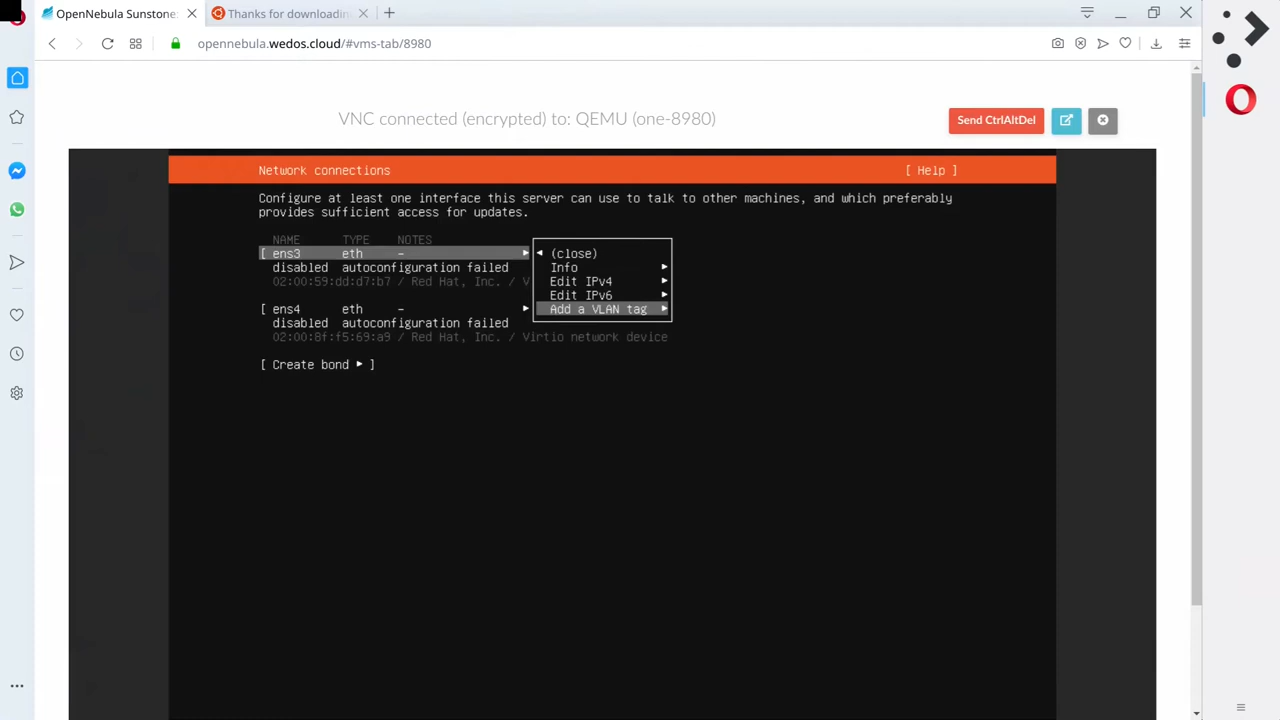 OpenNebula Sunstone:
Thanks for downloadin
opennebula.wedos.cloud/#vms-tab/8980
VNC connected (encrypted) to: QEMU (one-8980)
Send CtrlAltDel
Network connections [ Help ]
Configure at least one interface this server can use to talk to other machines, and which preferably
provides sufficient access for updates.
NAME TYPE NOTES
[ ens3 eth - ▸
disabled autoconfiguration failed
02:00:59:dd:d7:b7 / Red Hat, Inc. / V
◂ (close)
Info ▸
Edit IPv4 ▸
Edit IPv6 ▸
Add a VLAN tag ▸
[ ens4 eth - ▸
disabled autoconfiguration failed
02:00:8f:f5:69:a9 / Red Hat, Inc. / Virtio network device
[ Create bond ▸ ]